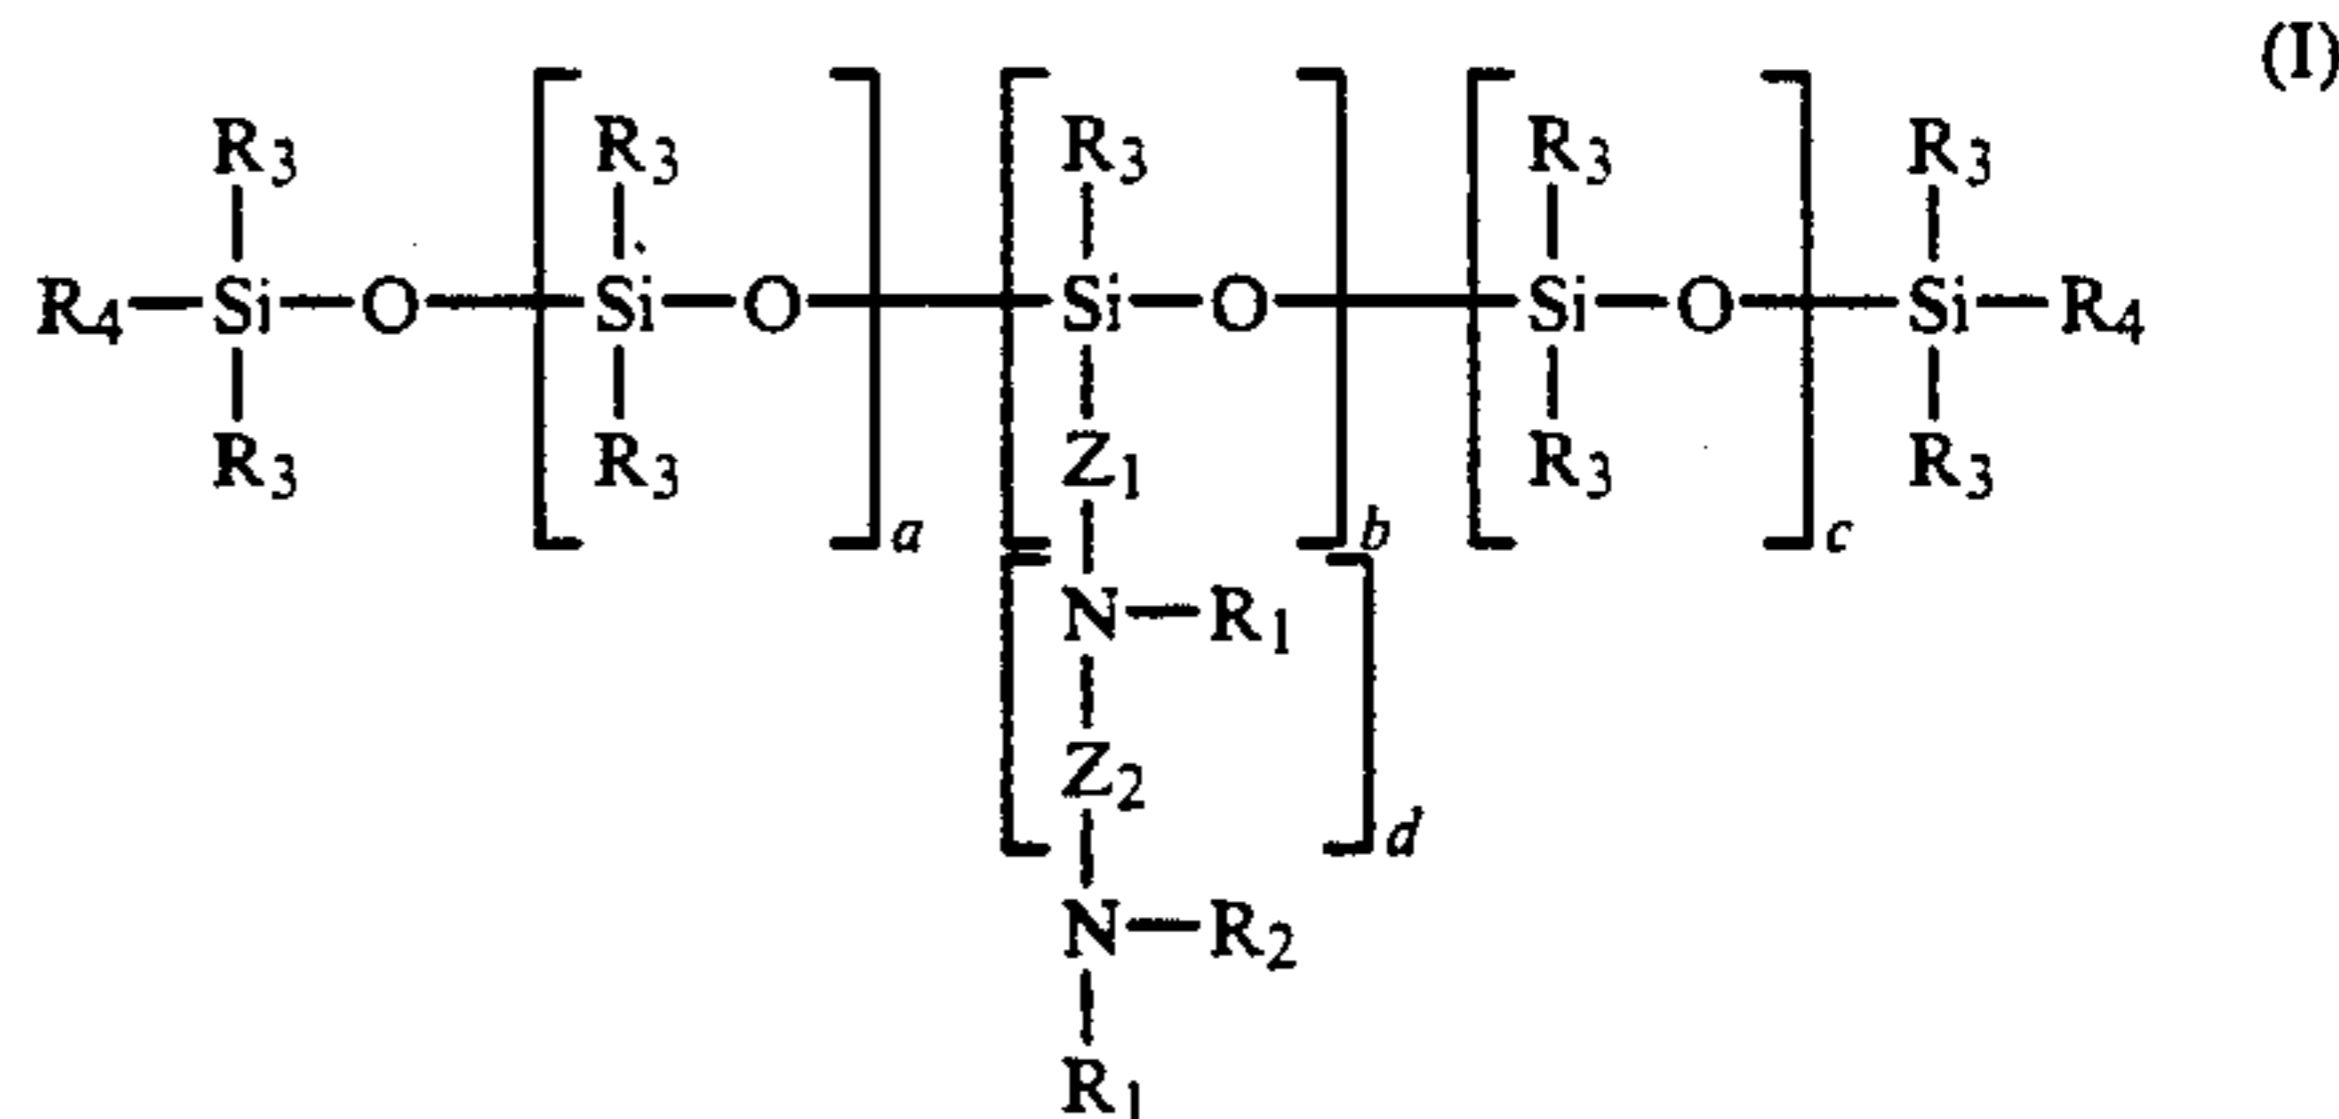 (I)
R3 R3 R3 R3 R3
R4—Si—O—[Si—O]—[Si—O]—[Si—O]—Si—R4
R3 R3 Z1 R3 R3
a b c
N—R1
Z2
d
N—R2
R1